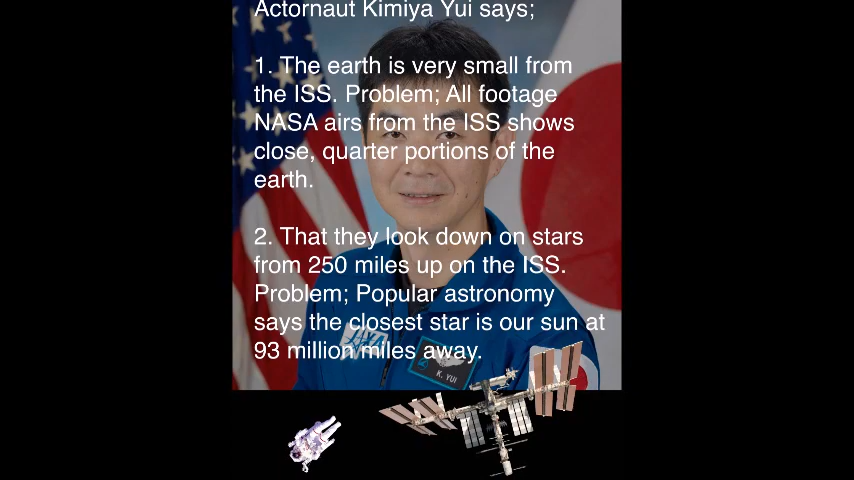 Actornaut Kimiya Yui says;
1. The earth is very small from
the ISS. Problem; All footage
NASA airs from the ISS shows
close, quarter portions of the
earth.
2. That they look down on stars
from 250 miles up on the ISS.
Problem; Popular astronomy
says the closest star is our sun at
93 million miles away.
K. YUI